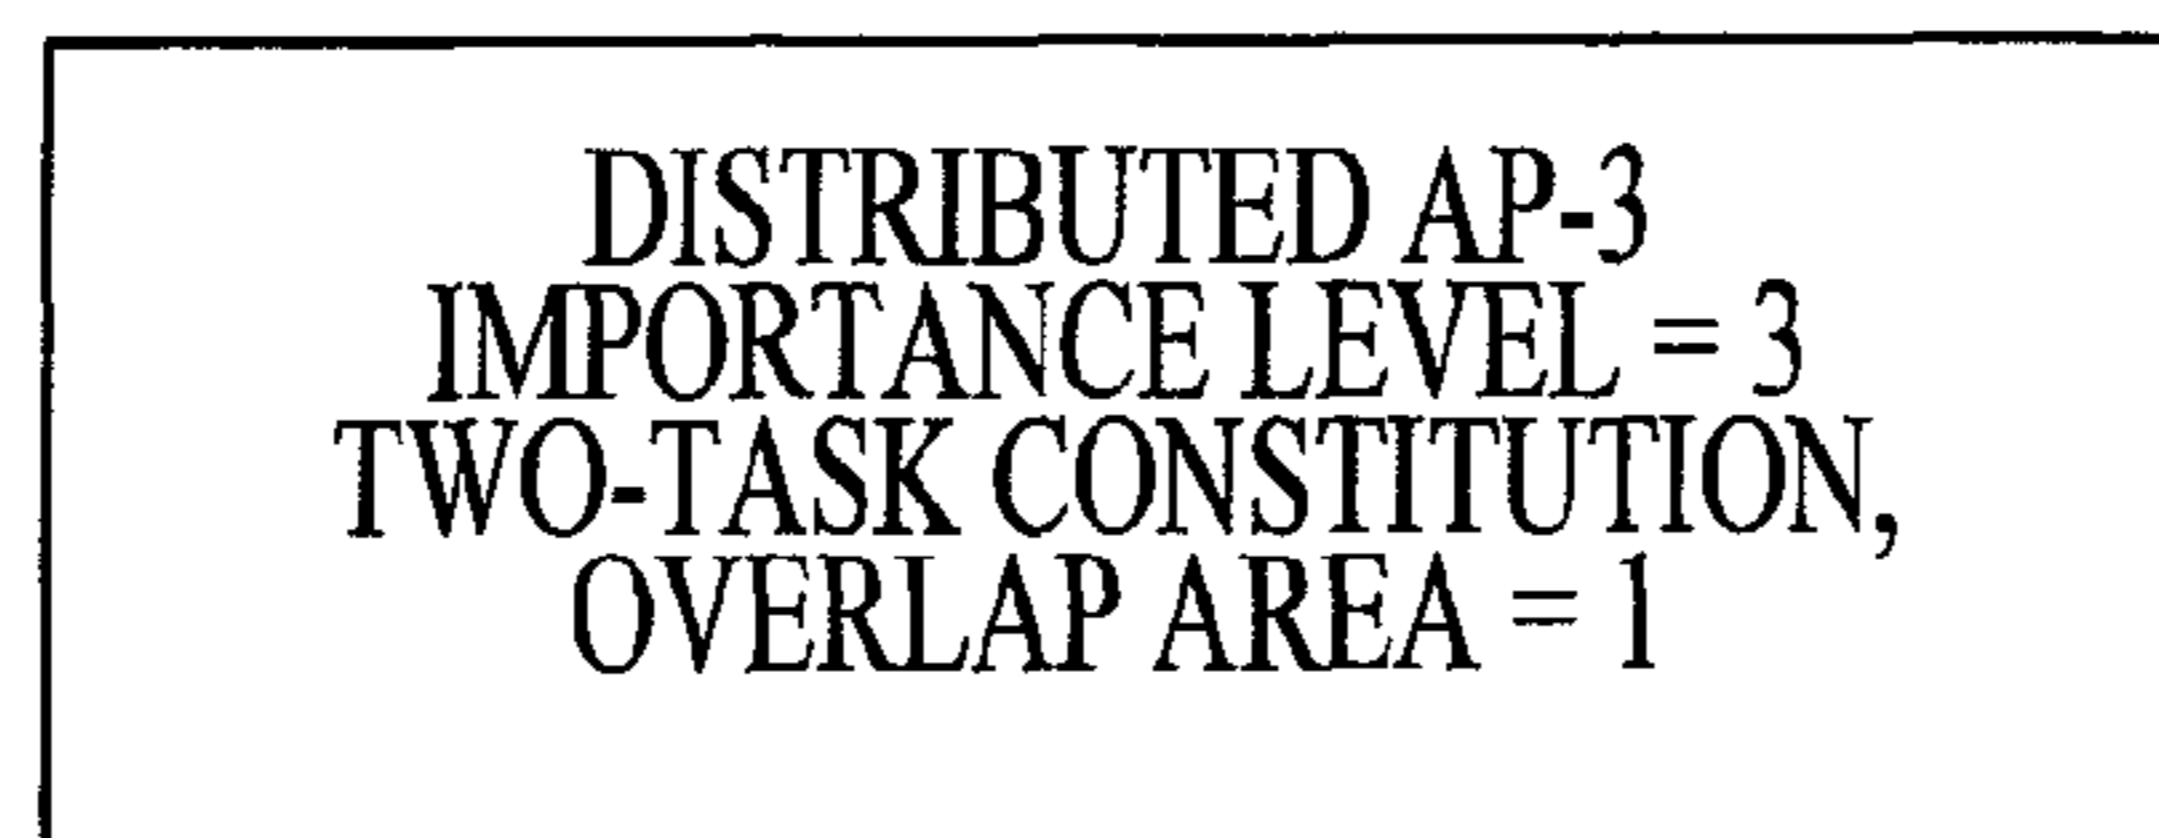 DISTRIBUTED AP-3
IMPORTANCE LEVEL = 3
TWO-TASK CONSTITUTION,
OVERLAP AREA = 1